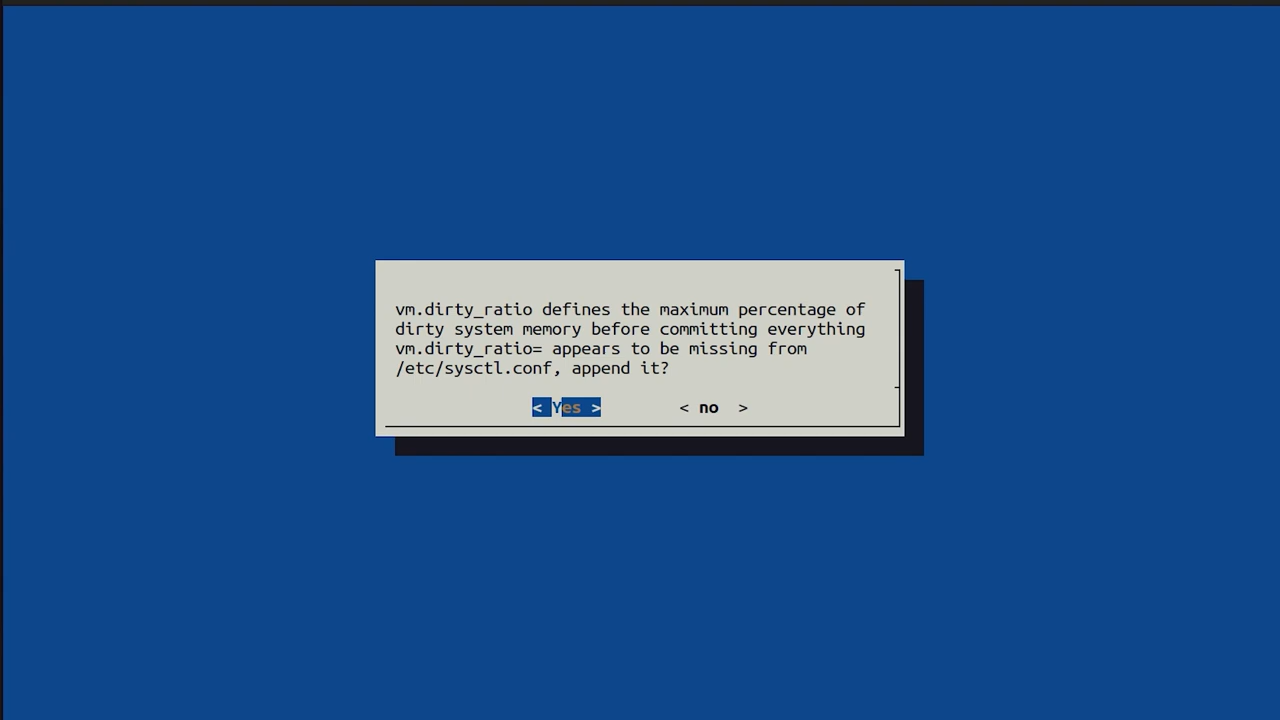 vm.dirty_ratio defines the maximum percentage of
dirty system memory before committing everything
vm.dirty_ratio= appears to be missing from
/etc/sysctl.conf, append it?
< Yes > < no >